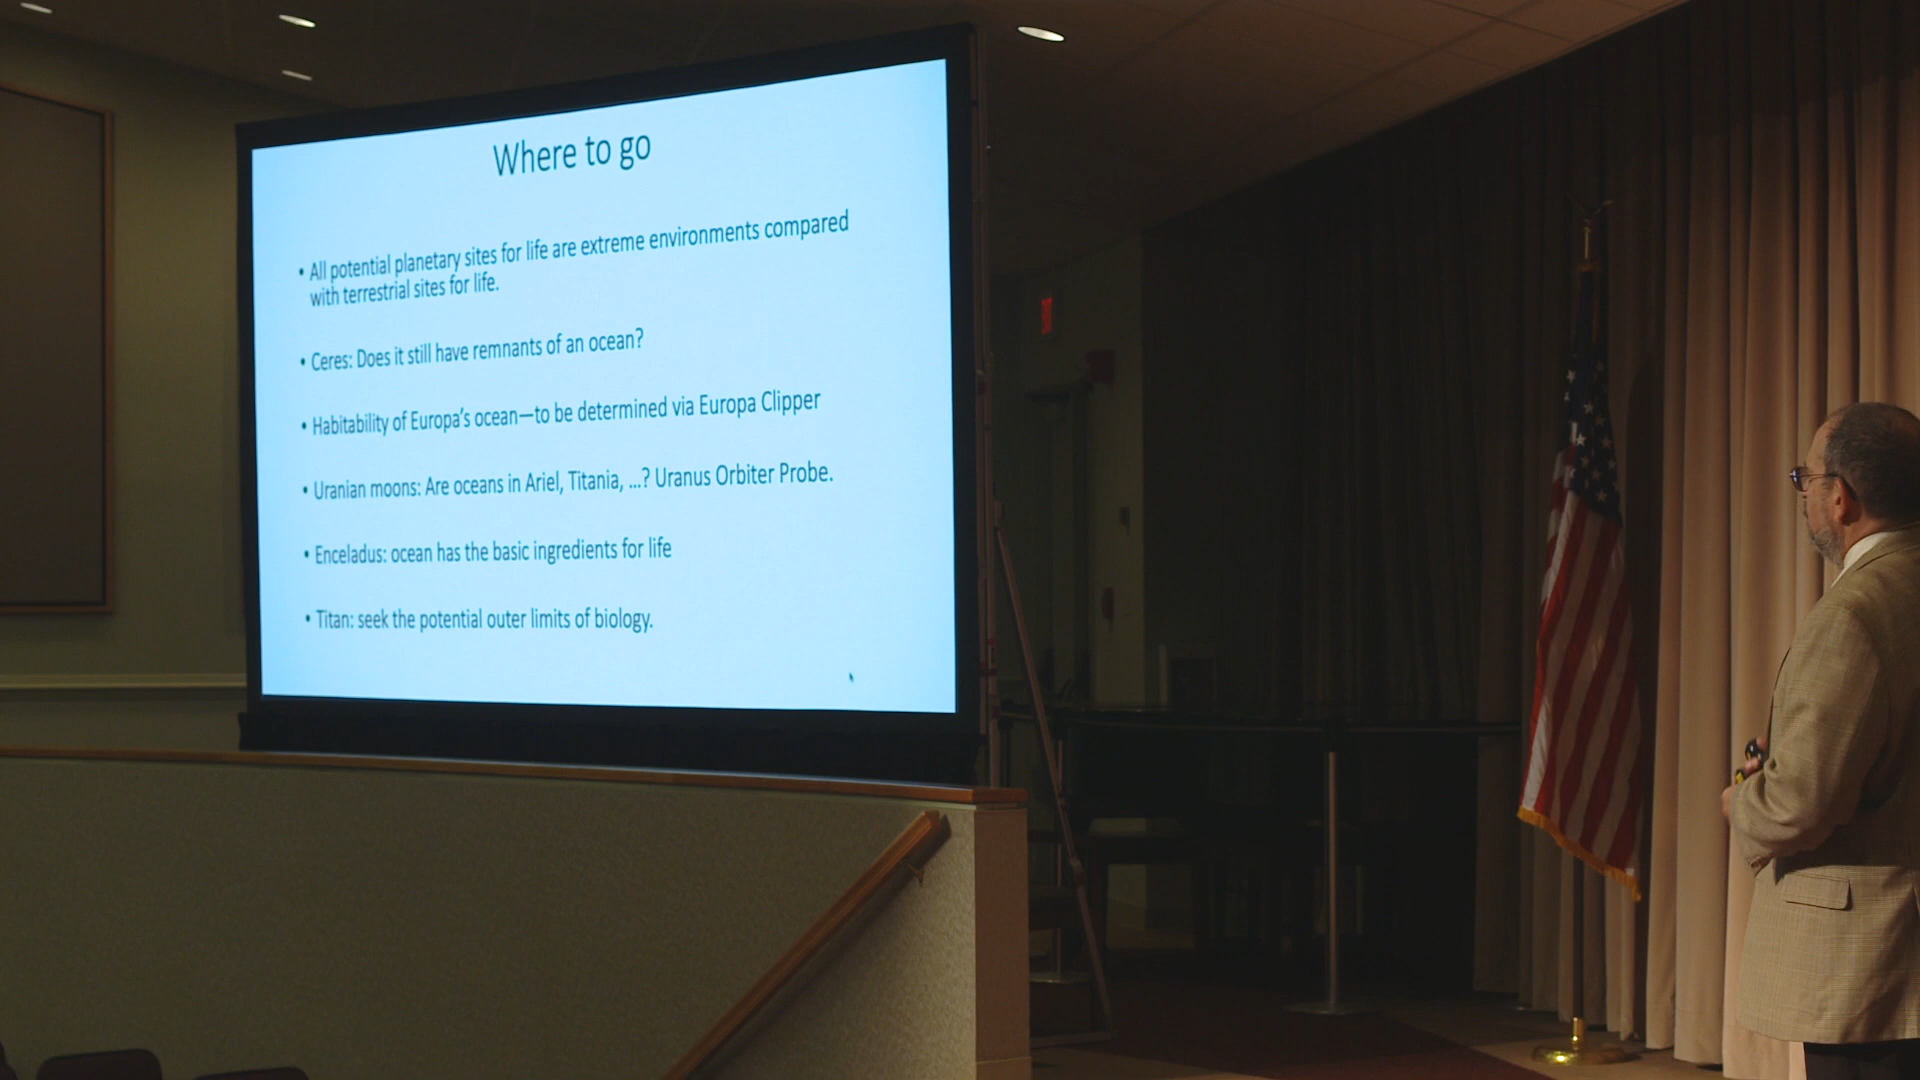 Where to go
• All potential planetary sites for life are extreme environments compared
with terrestrial sites for life.
• Ceres: Does it still have remnants of an ocean?
• Habitability of Europa's ocean—to be determined via Europa Clipper
• Uranian moons: Are oceans in Ariel, Titania, ...? Uranus Orbiter Probe.
• Enceladus: ocean has the basic ingredients for life
• Titan: seek the potential outer limits of biology.